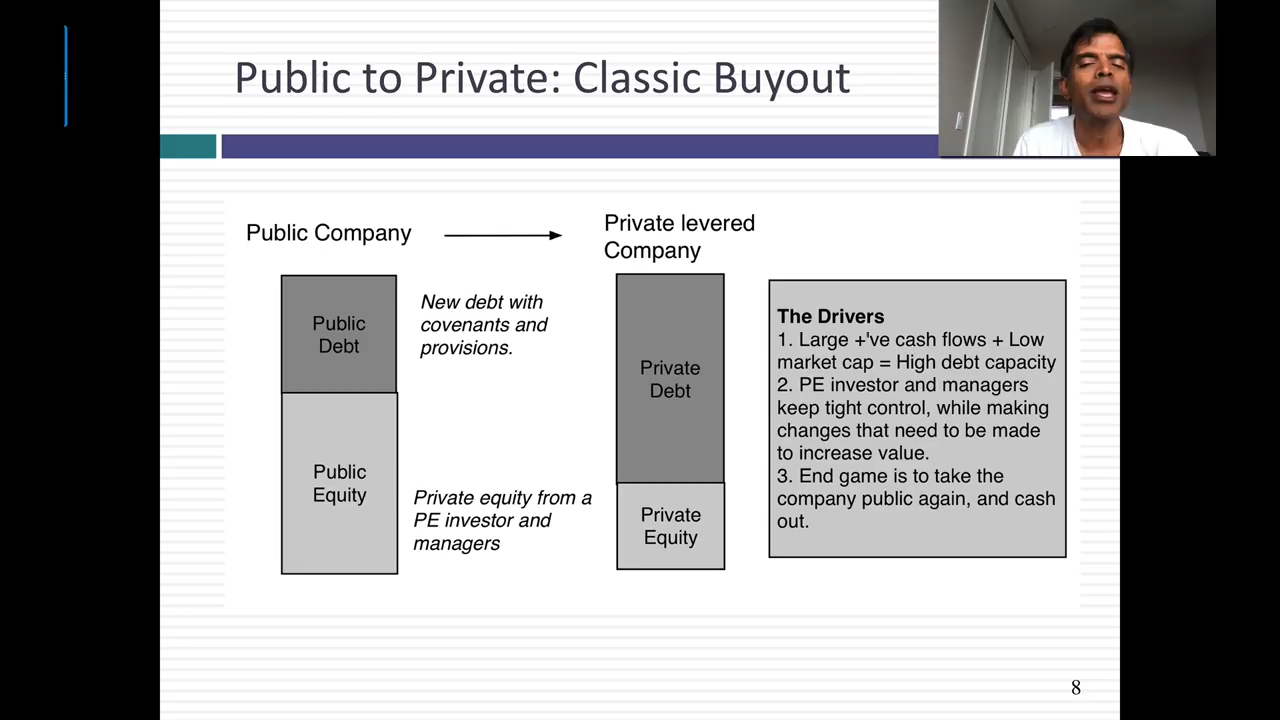 Public to Private: Classic Buyout
Public Company
Private levered
Company
Public
Debt
New debt with
covenants and
provisions.
Private
Debt
Public
Equity
Private equity from a
PE investor and
managers
Private
Equity
The Drivers
1. Large +'ve cash flows + Low
market cap = High debt capacity
2. PE investor and managers
keep tight control, while making
changes that need to be made
to increase value.
3. End game is to take the
company public again, and cash
out.
8